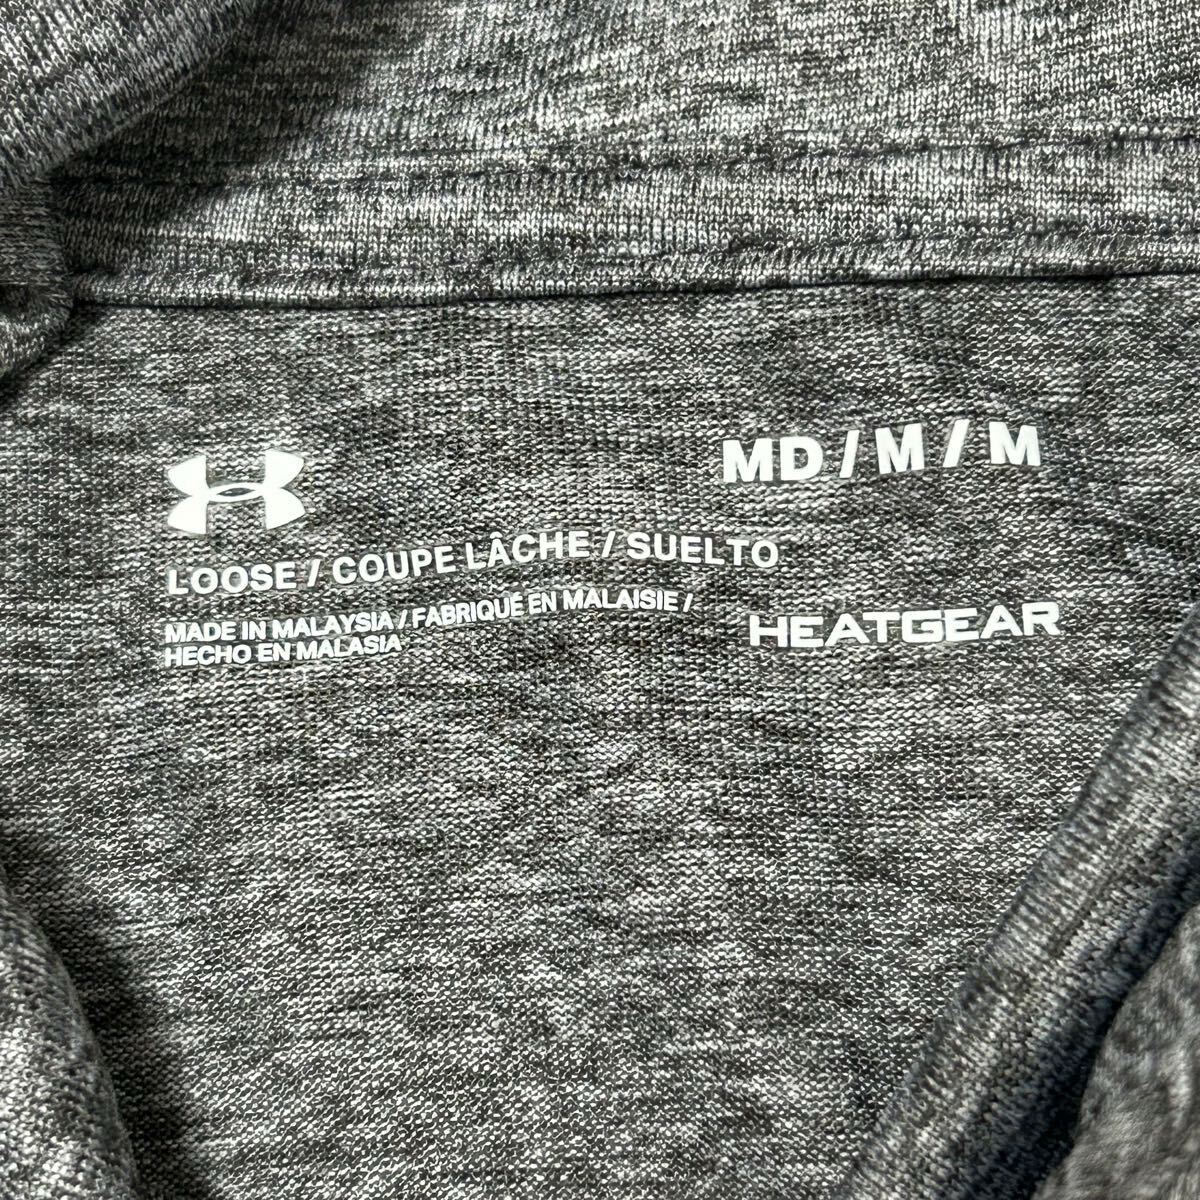 MD / M / M
LOOSE / COUPE LÂCHE / SUELTO
MADE IN MALAYSIA / FABRIQUÉ EN MALAISIE /
HECHO EN MALASIA
HEATGEAR